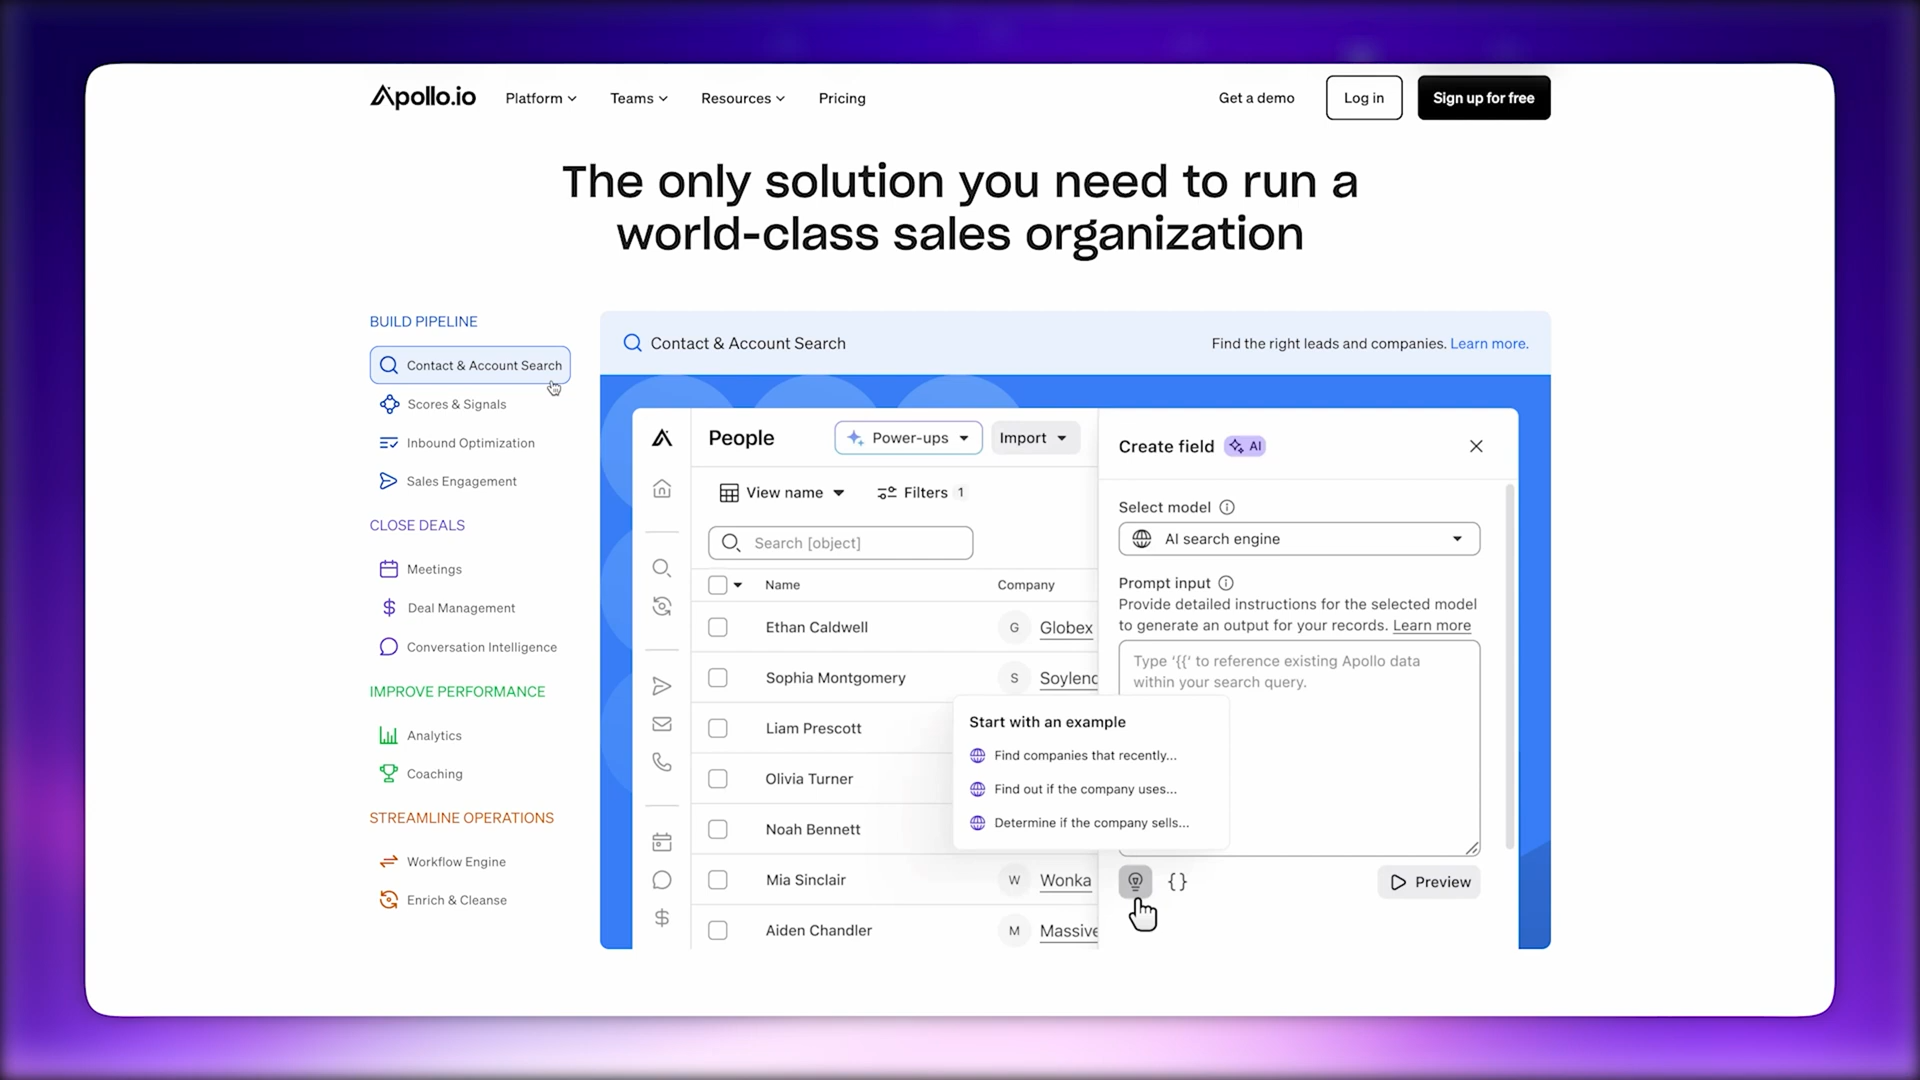 Apollo.io
Platform
Teams
Resources
Pricing
Get a demo
Log in
Sign up for free
The only solution you need to run a
world-class sales organization
BUILD PIPELINE
Contact & Account Search
Scores & Signals
Inbound Optimization
Sales Engagement
CLOSE DEALS
Meetings
Deal Management
Conversation Intelligence
IMPROVE PERFORMANCE
Analytics
Coaching
STREAMLINE OPERATIONS
Workflow Engine
Enrich & Cleanse
Contact & Account Search
Find the right leads and companies. Learn more.
People
Power-ups
Import
View name
Filters 1
Search [object]
Name Company
Ethan Caldwell G Globex
Sophia Montgomery S Soylend
Liam Prescott
Olivia Turner
Noah Bennett
Mia Sinclair W Wonka
Aiden Chandler M Massive
Create field AI
Select model
AI search engine
Prompt input
Provide detailed instructions for the selected model
to generate an output for your records. Learn more
Type ‘{{‘ to reference existing Apollo data
within your search query.
Start with an example
Find companies that recently...
Find out if the company uses...
Determine if the company sells...
{}
Preview